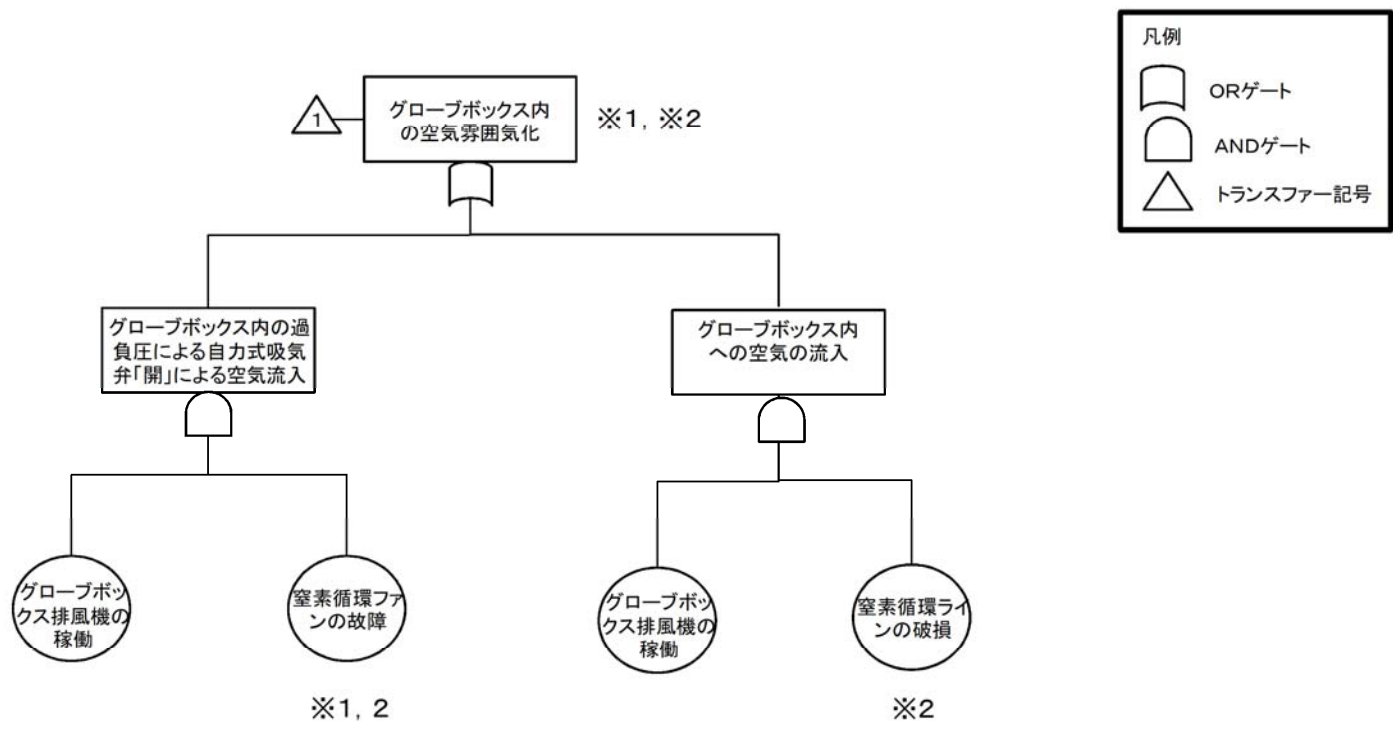 凡例
ORゲート
ANDゲート
トランスファー記号
1
グローブボックス内
の空気雰囲気化
※1, ※2
グローブボックス内の過
負圧による自力式吸気
弁「開」による空気流入
グローブボックス内
への空気の流入
グローブボッ
クス排風機の
稼働
窒素循環ファ
ンの故障
※1, 2
グローブボッ
クス排風機の
稼働
窒素循環ライ
ンの破損
※2